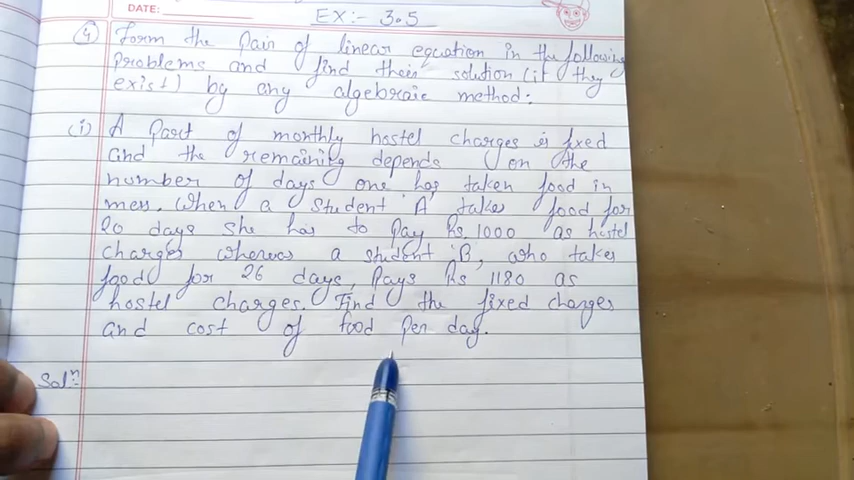 DATE:
EX:- 3.5
4 Form the Pair of linear equation in the following
Problems and find their solution (if they
exist) by any algebraic method:
(i) A Part of monthly hostel charges is fixed
and the remaining depends on the
number of days one has taken food in
mess. When a student 'A' takes food for
20 days she has to Pay Rs. 1000 as hostel
charges whereas a student 'B', who takes
food for 26 days, Pays Rs 1180 as
hostel charges. Find the fixed charges
and cost of food Per day.
Solⁿ: